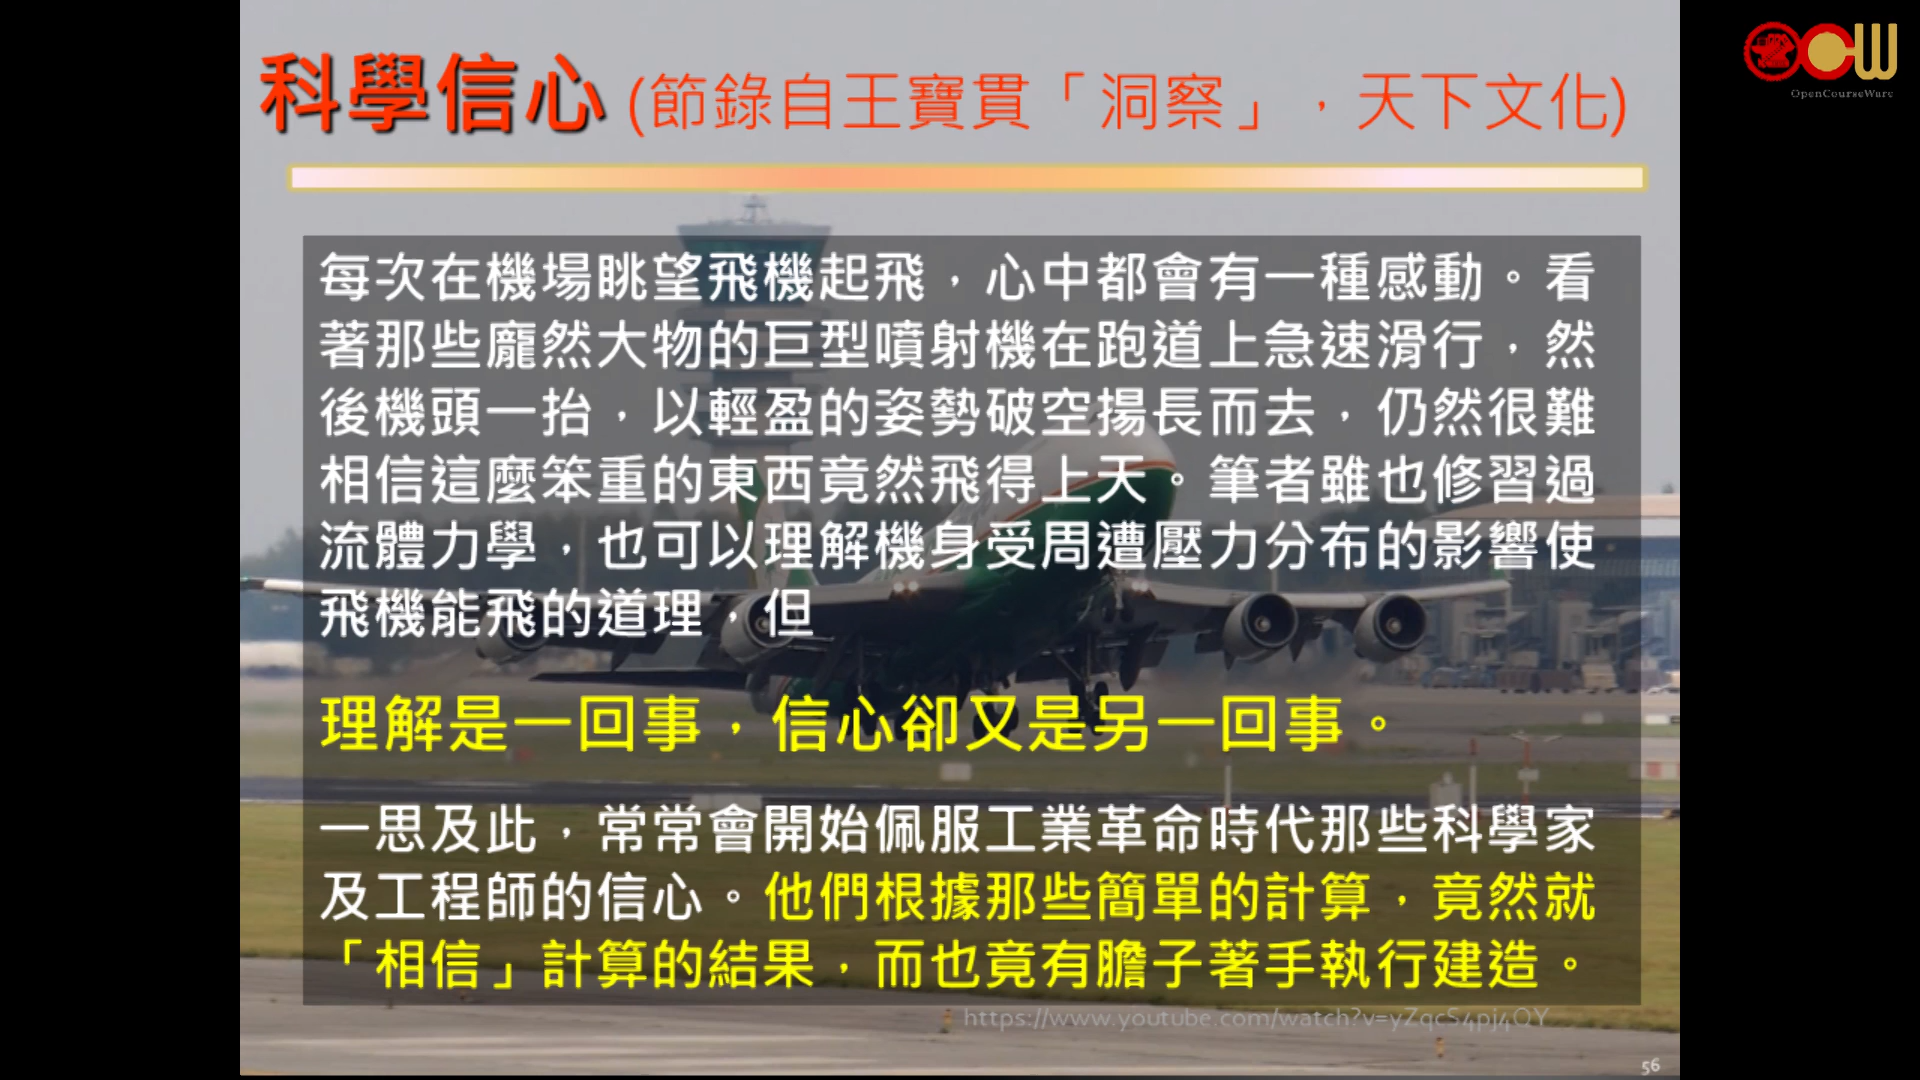 科學信心 (節錄自王寶貫「洞察」，天下文化)
OpenCourseWare
每次在機場眺望飛機起飛，心中都會有一種感動。看
著那些龐然大物的巨型噴射機在跑道上急速滑行，然
後機頭一抬，以輕盈的姿勢破空揚長而去，仍然很難
相信這麼笨重的東西竟然飛得上天。筆者雖也修習過
流體力學，也可以理解機身受周遭壓力分布的影響使
飛機能飛的道理，但
理解是一回事，信心卻又是另一回事。
一思及此，常常會開始佩服工業革命時代那些科學家
及工程師的信心。他們根據那些簡單的計算，竟然就
「相信」計算的結果，而也竟有膽子著手執行建造。
https://www.youtube.com/watch?v=yZqcS4pj4QY
56